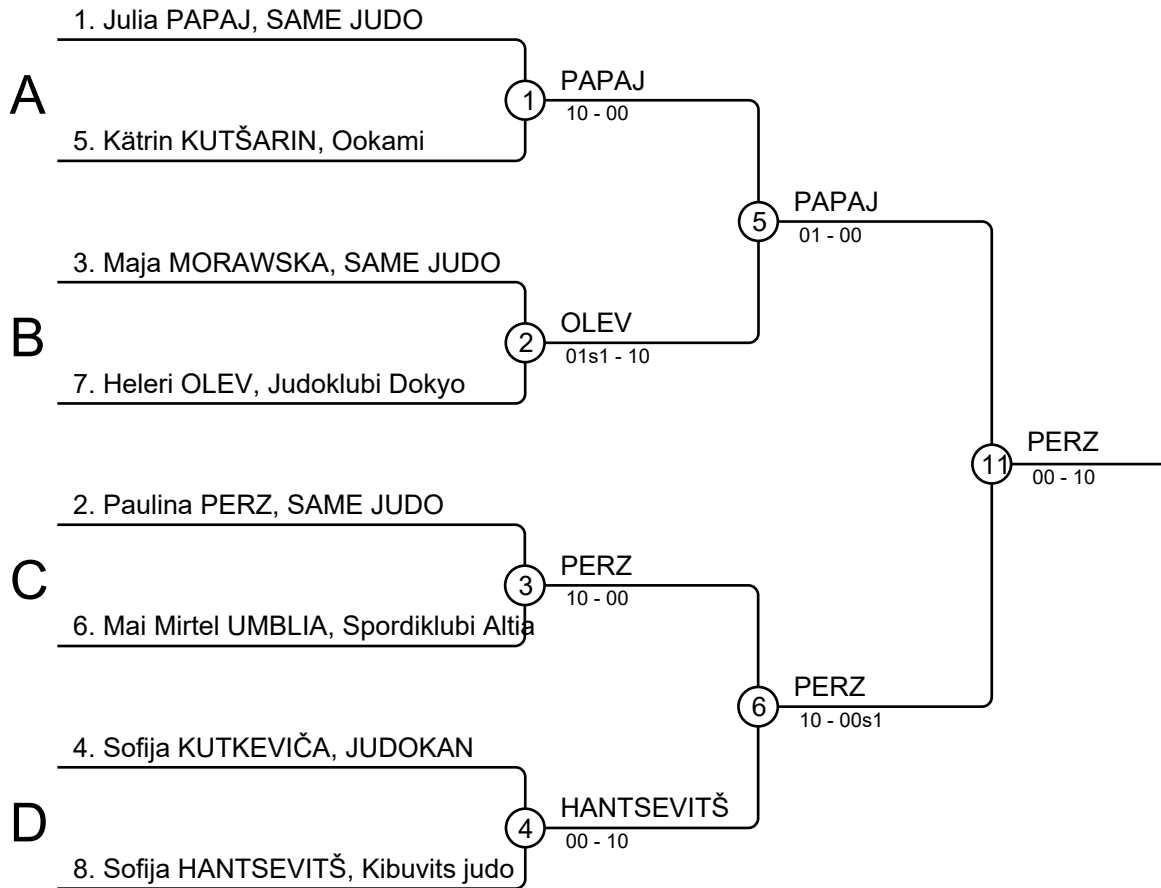 1. Julia PAPAJ, SAME JUDO
A
1
PAPAJ
10 - 00
5. Kätrin KUTŠARIN, Ookami
5
PAPAJ
01 - 00
3. Maja MORAWSKA, SAME JUDO
B
2
OLEV
01s1 - 10
7. Heleri OLEV, Judoklubi Dokyo
11
PERZ
00 - 10
2. Paulina PERZ, SAME JUDO
C
3
PERZ
10 - 00
6. Mai Mirtel UMBLIA, Spordiklubi Altia
6
PERZ
10 - 00s1
4. Sofija KUTKEVIČA, JUDOKAN
D
4
HANTSEVITŠ
00 - 10
8. Sofija HANTSEVITŠ, Kibuvits judo